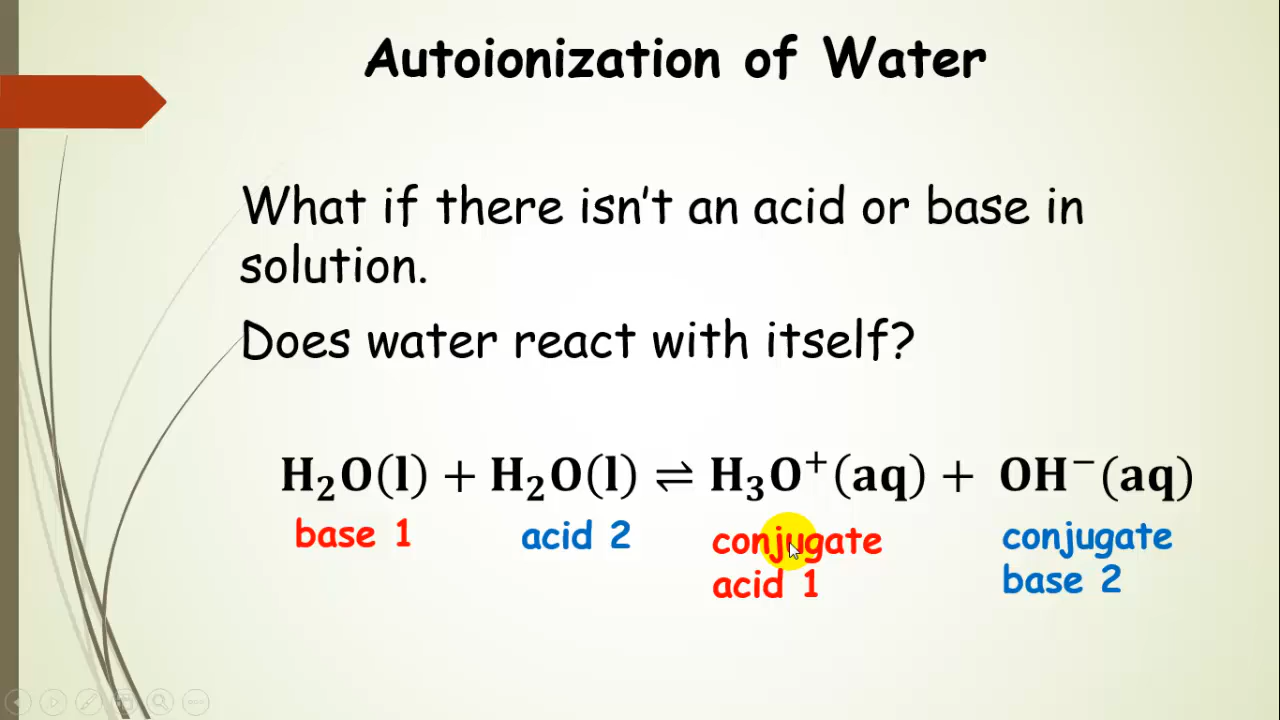 Autoionization of Water
What if there isn't an acid or base in
solution.
Does water react with itself?
H₂O(l) + H₂O(l) ⇌ H₃O⁺(aq) + OH⁻(aq)
base 1 acid 2 conjugate acid 1 conjugate base 2